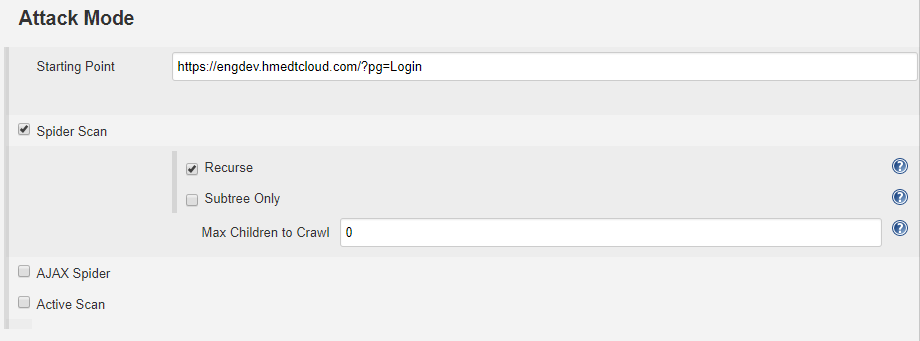 Attack Mode
Starting Point https://engdev.hmedtcloud.com/?pg=Login
Spider Scan
Recurse
Subtree Only
Max Children to Crawl 0
AJAX Spider
Active Scan